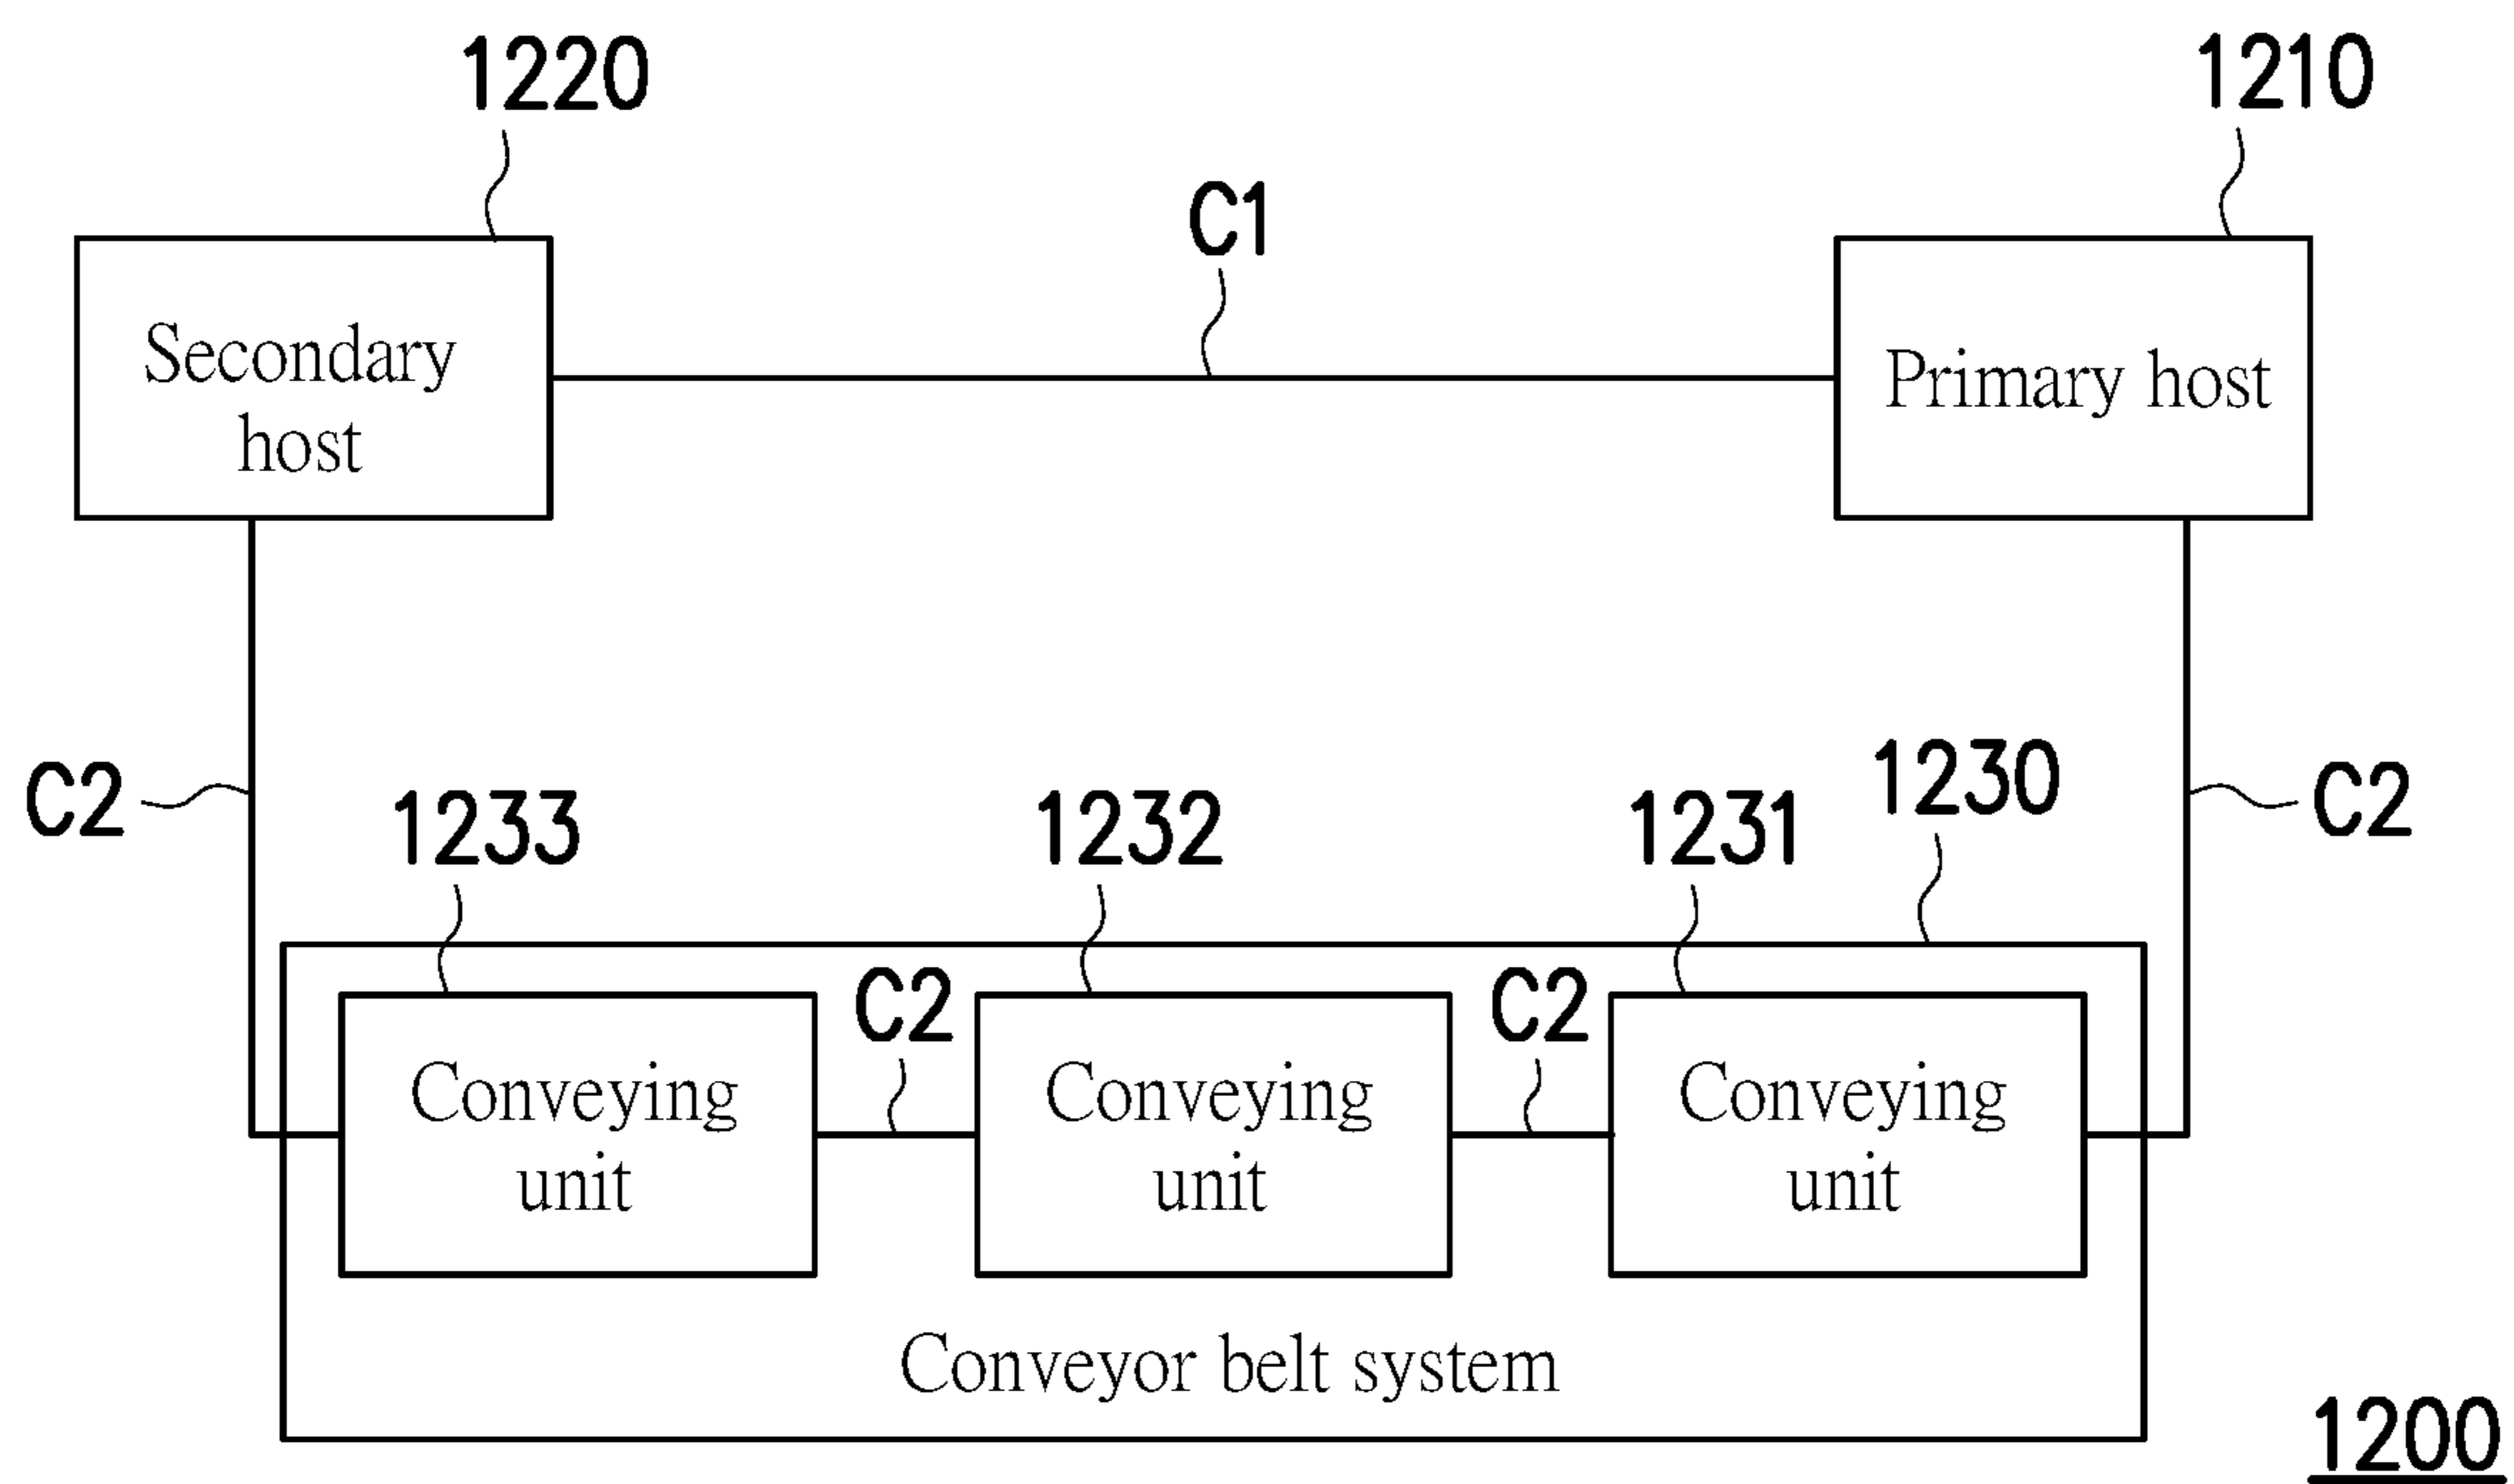 1220
1210
C1
Secondary
host
Primary host
C2
1233
1232
1231
1230
C2
C2
C2
Conveying
unit
Conveying
unit
Conveying
unit
Conveyor belt system
1200